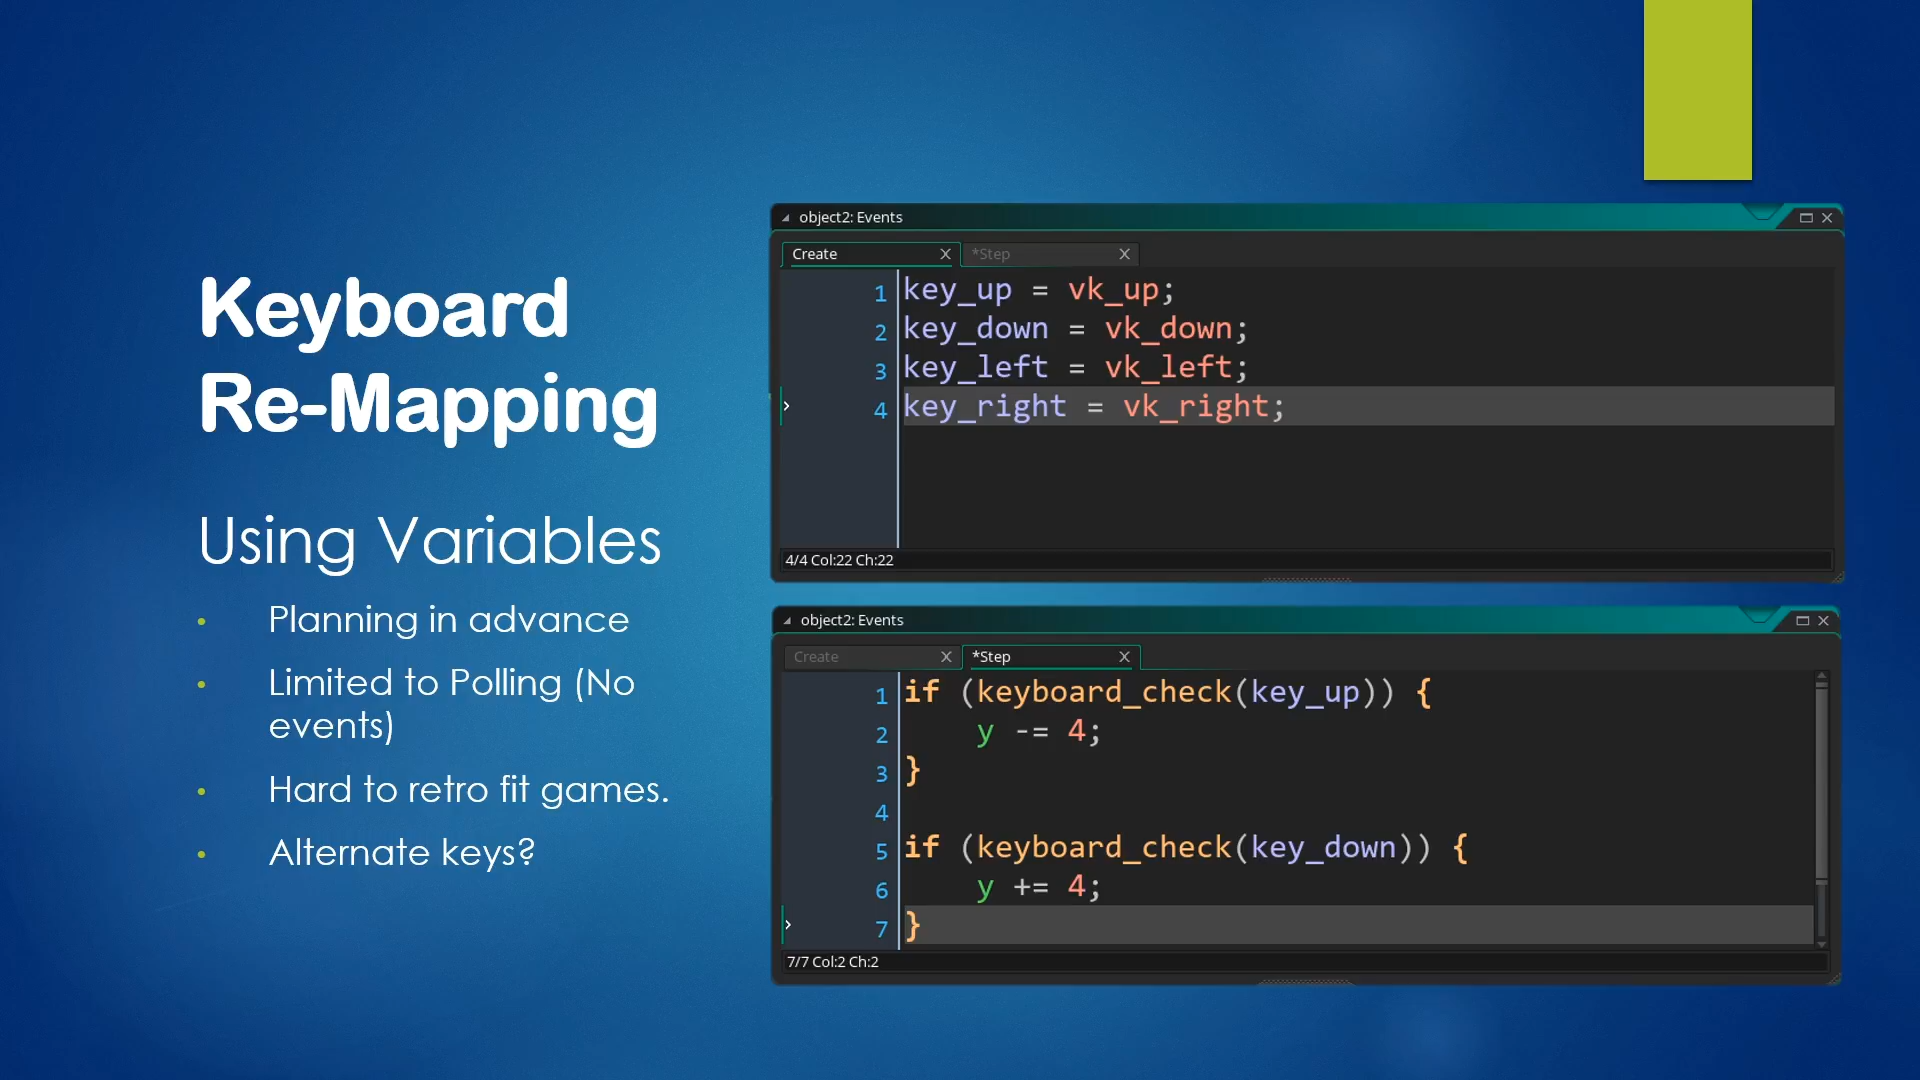 Keyboard
Re-Mapping
Using Variables
• Planning in advance
• Limited to Polling (No
events)
• Hard to retro fit games.
• Alternate keys?
object2: Events
Create X *Step X
1 key_up = vk_up;
2 key_down = vk_down;
3 key_left = vk_left;
4 key_right = vk_right;
4/4 Col:22 Ch:22
object2: Events
Create X *Step X
1 if (keyboard_check(key_up)) {
2 y -= 4;
3 }
4
5 if (keyboard_check(key_down)) {
6 y += 4;
7 }
7/7 Col:2 Ch:2